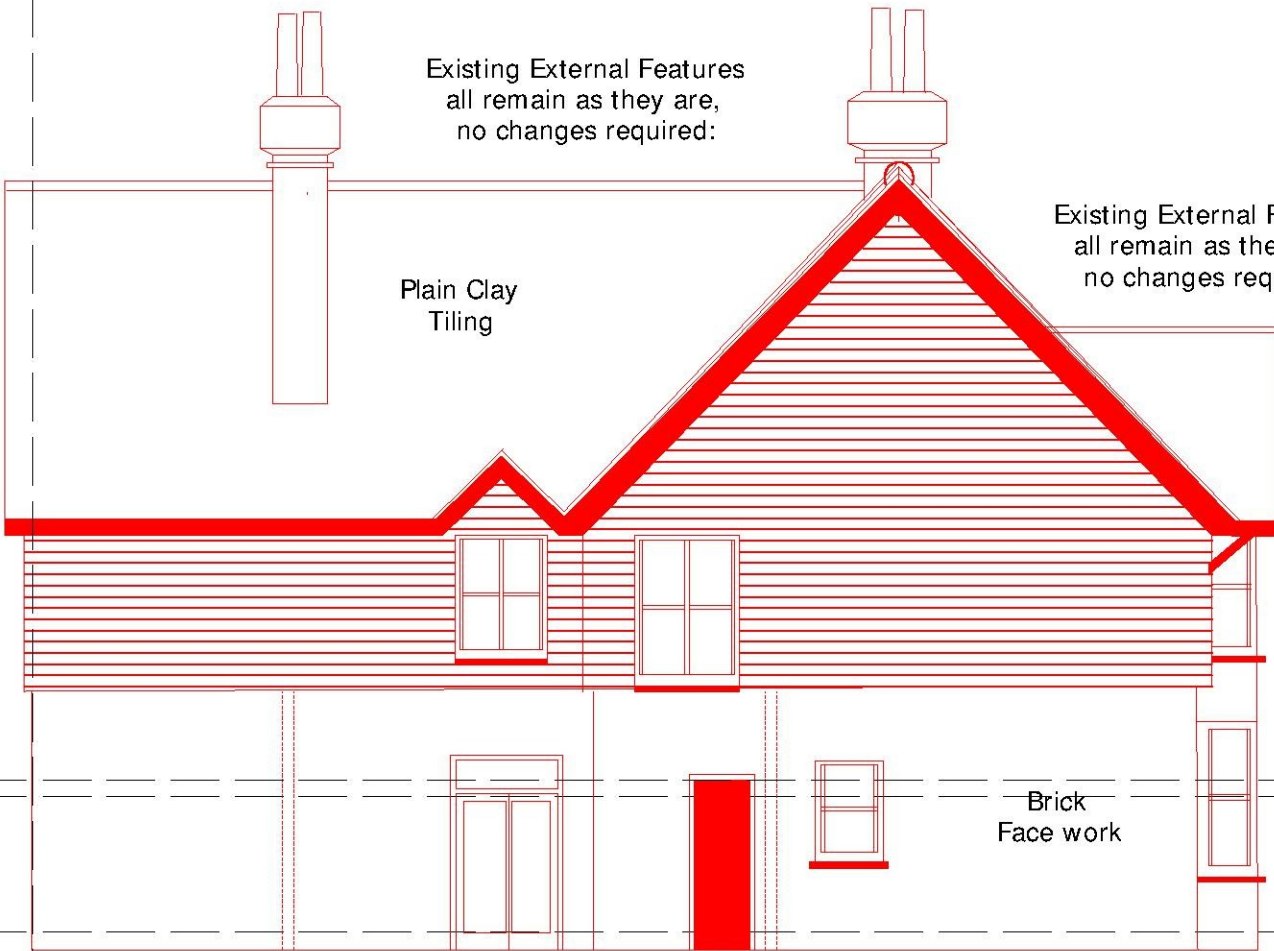 Existing External Features
all remain as they are,
no changes required:
Existing External F
all remain as the
no changes req
Plain Clay
Tiling
Brick
Face work